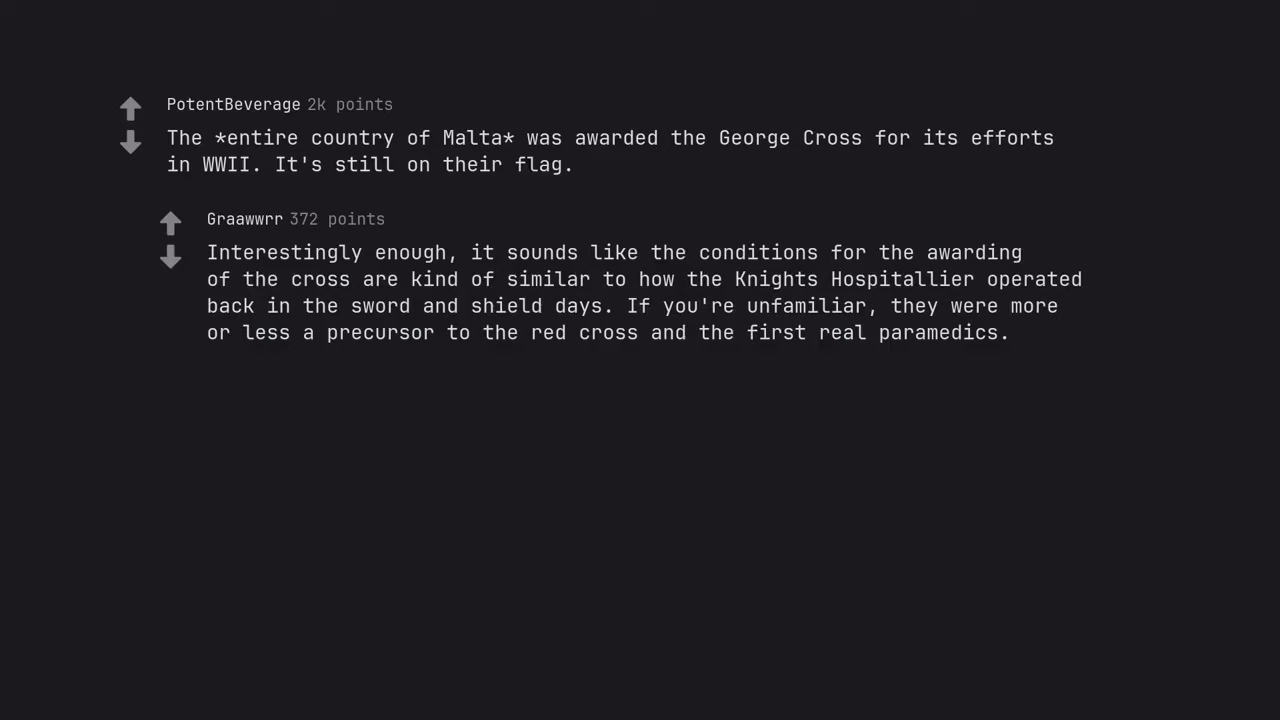 PotentBeverage 2k points
The *entire country of Malta* was awarded the George Cross for its efforts
in WWII. It's still on their flag.
Graawwrr 372 points
Interestingly enough, it sounds like the conditions for the awarding
of the cross are kind of similar to how the Knights Hospitallier operated
back in the sword and shield days. If you're unfamiliar, they were more
or less a precursor to the red cross and the first real paramedics.